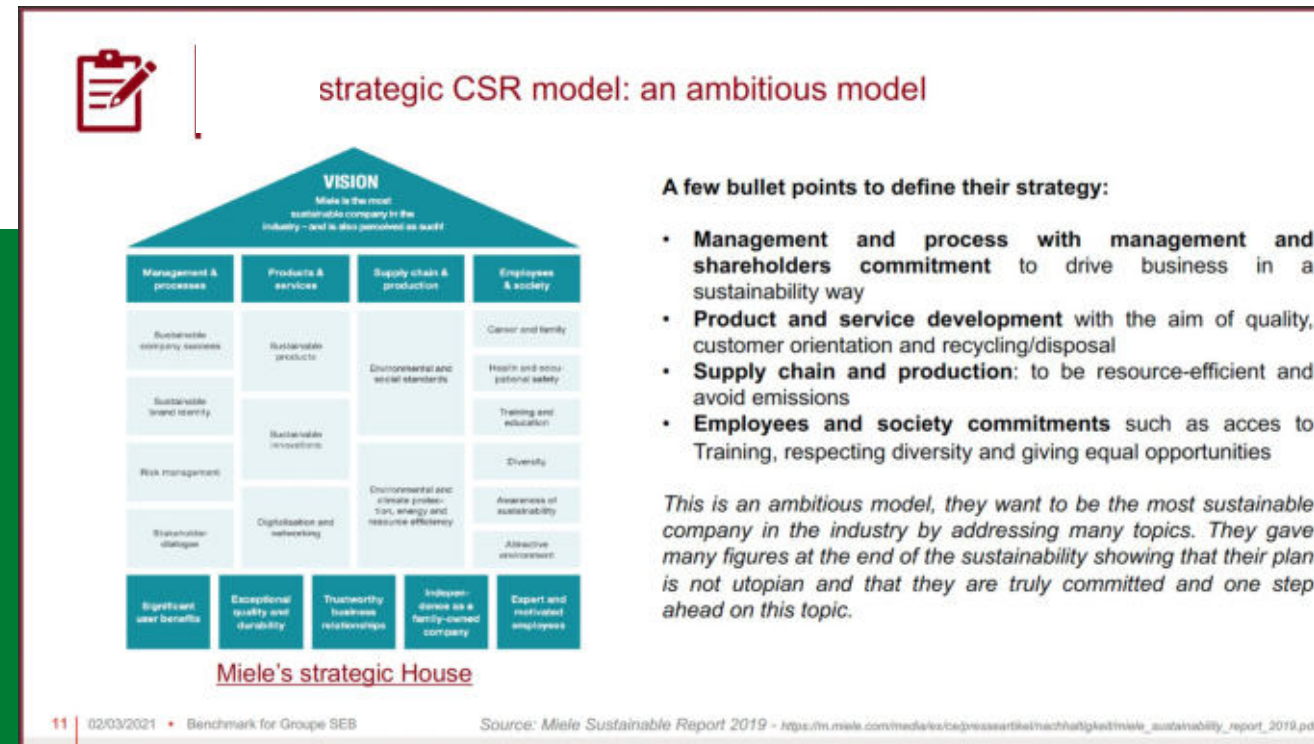 strategic CSR model: an ambitious model
VISION
Miele is the most
sustainable company in the
industry – and is also perceived as such!
Management &
processes
Products &
services
Supply chain &
production
Employees
& society
Sustainable
company success
Sustainable
brand identity
Risk management
Stakeholder
dialogue
Sustainable
products
Sustainable
innovations
Digitalisation and
networking
Environmental and
social standards
Environmental and
climate protec-
tion, energy and
resource efficiency
Career and family
Health and occu-
pational safety
Training and
education
Diversity
Awareness of
sustainability
Attractive
environment
Significant
user benefits
Exceptional
quality and
durability
Trustworthy
business
relationships
Indepen-
dence as a
family-owned
company
Expert and
motivated
employees
Miele's strategic House
A few bullet points to define their strategy:
• Management and process with management and
shareholders commitment to drive business in a
sustainability way
• Product and service development with the aim of quality,
customer orientation and recycling/disposal
• Supply chain and production: to be resource-efficient and
avoid emissions
• Employees and society commitments such as acces to
Training, respecting diversity and giving equal opportunities
This is an ambitious model, they want to be the most sustainable
company in the industry by addressing many topics. They gave
many figures at the end of the sustainability showing that their plan
is not utopian and that they are truly committed and one step
ahead on this topic.
11 | 02/03/2021 • Benchmark for Groupe SEB
Source: Miele Sustainable Report 2019 - https://m.miele.com/media/ex/ce/presseartikel/nachhaltigkeit/miele_sustainability_report_2019.pd